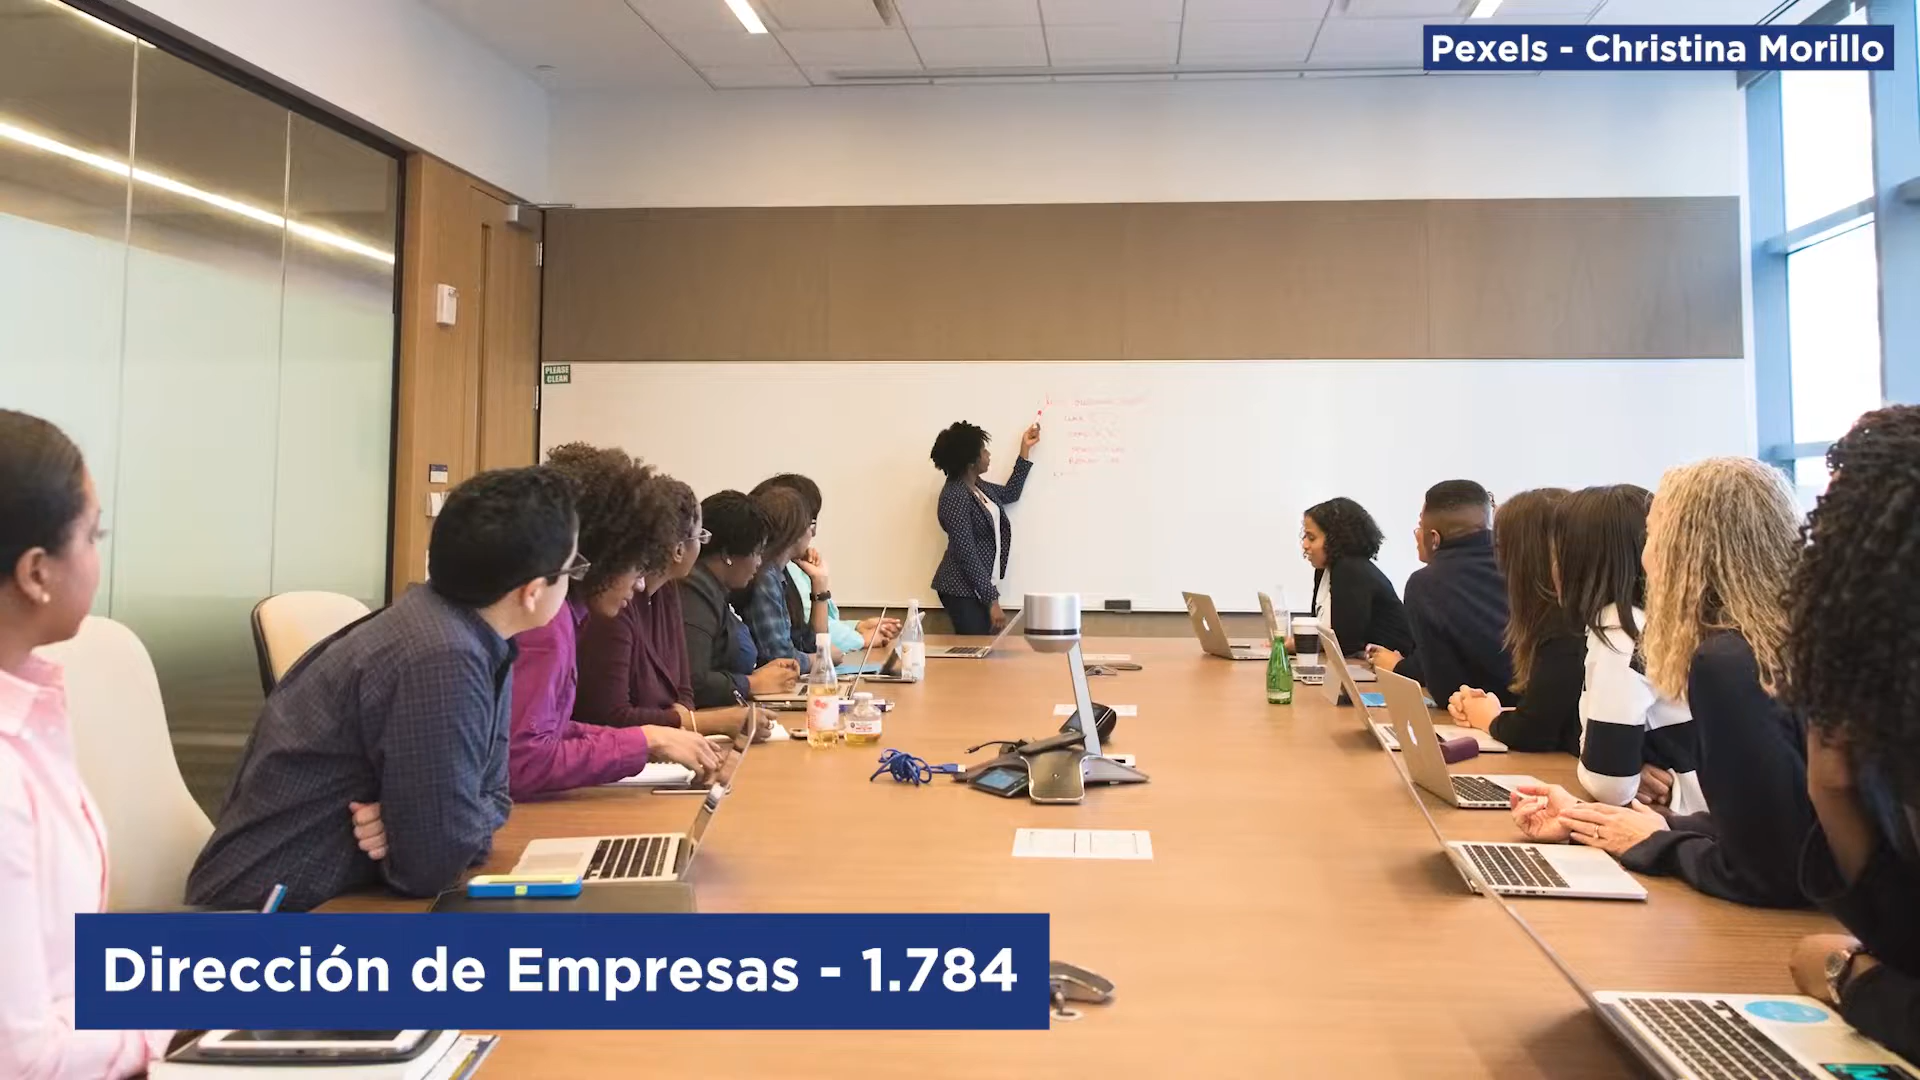 Pexels - Christina Morillo
PLEASE
CLEAN
Dirección de Empresas - 1.784